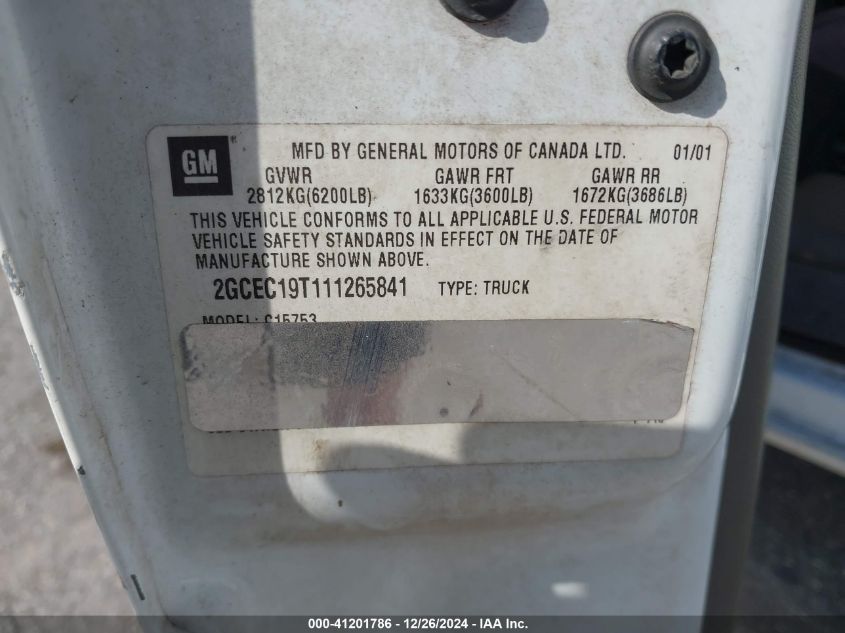 GM
MFD BY GENERAL MOTORS OF CANADA LTD. 01/01
GVWR GAWR FRT GAWR RR
2812KG(6200LB) 1633KG(3600LB) 1672KG(3686LB)
THIS VEHICLE CONFORMS TO ALL APPLICABLE U.S. FEDERAL MOTOR
VEHICLE SAFETY STANDARDS IN EFFECT ON THE DATE OF
MANUFACTURE SHOWN ABOVE.
2GCEC19T111265841 TYPE: TRUCK
MODEL: C15753
000-41201786 - 12/26/2024 - IAA Inc.